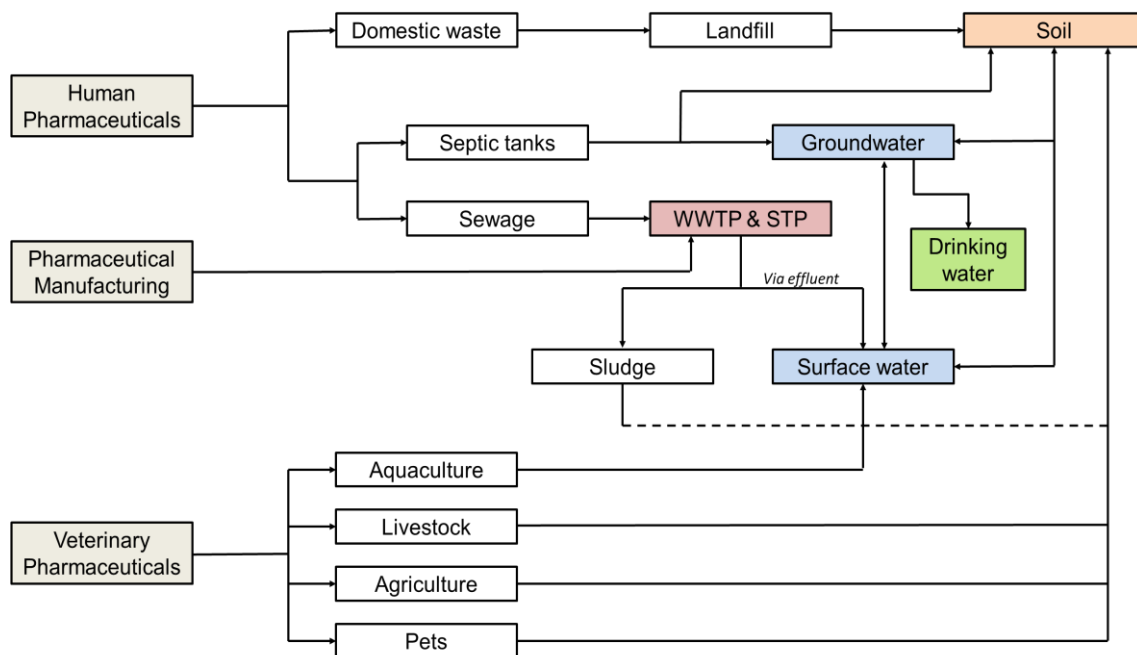 Domestic waste
Landfill
Soil
Human
Pharmaceuticals
Septic tanks
Groundwater
Sewage
WWTP & STP
Drinking
water
Pharmaceutical
Manufacturing
Via effluent
Sludge
Surface water
Aquaculture
Veterinary
Pharmaceuticals
Livestock
Agriculture
Pets